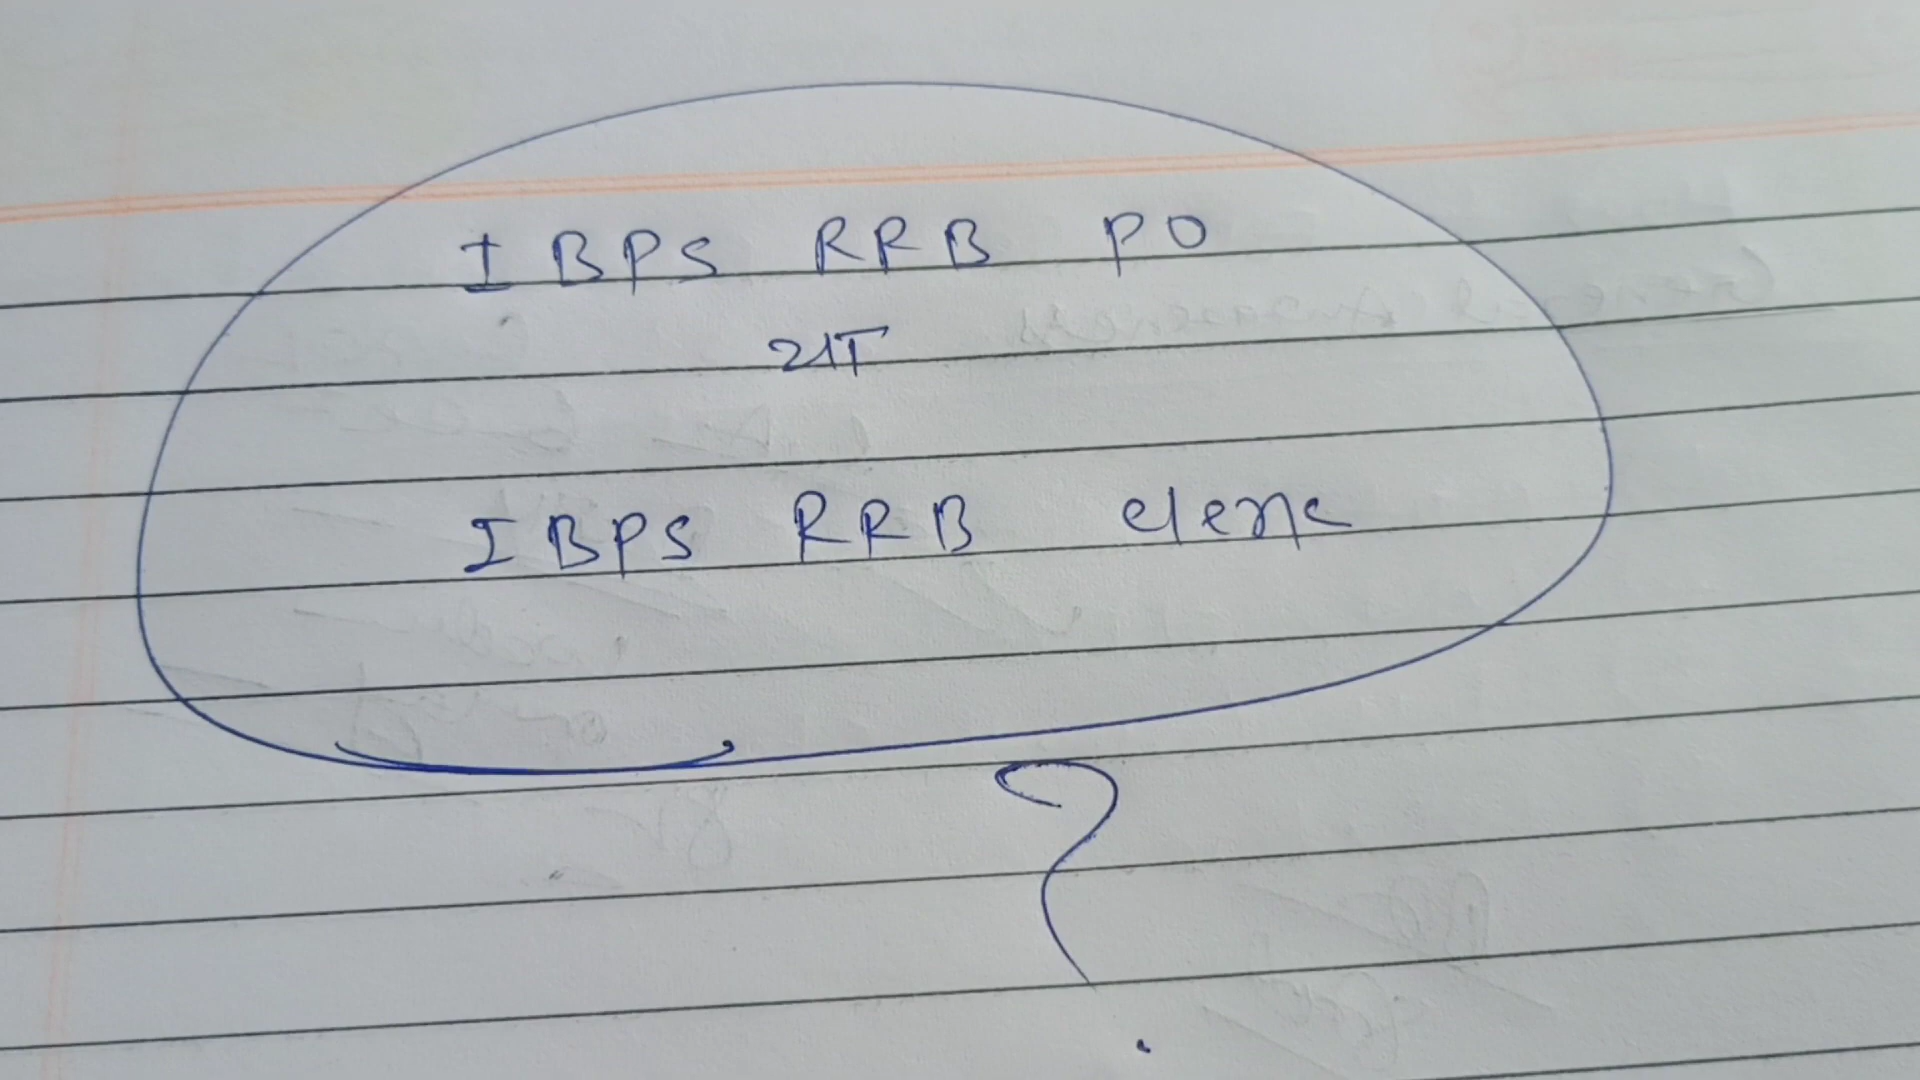 IBPS RRB PO
या
IBPS RRB clerk
?